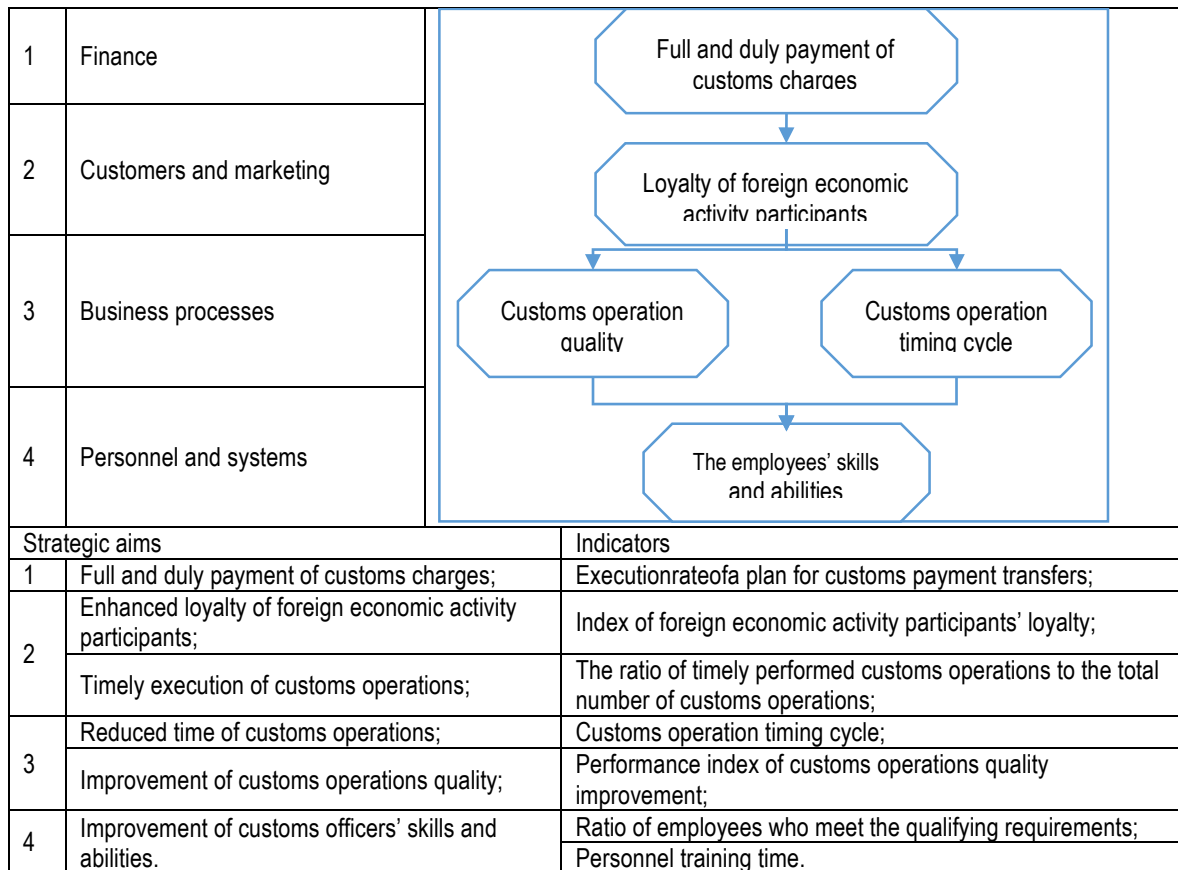 1 Finance
Full and duly payment of
customs charges
2 Customers and marketing
Loyalty of foreign economic
activity participants
3 Business processes
Customs operation
quality
Customs operation
timing cycle
4 Personnel and systems
The employees’ skills
and abilities
Strategic aims Indicators
1 Full and duly payment of customs charges; Executionrateofa plan for customs payment transfers;
2 Enhanced loyalty of foreign economic activity
participants;
Index of foreign economic activity participants’ loyalty;
Timely execution of customs operations;
The ratio of timely performed customs operations to the total
number of customs operations;
3 Reduced time of customs operations; Customs operation timing cycle;
Improvement of customs operations quality;
Performance index of customs operations quality
improvement;
4 Improvement of customs officers’ skills and
abilities.
Ratio of employees who meet the qualifying requirements;
Personnel training time.